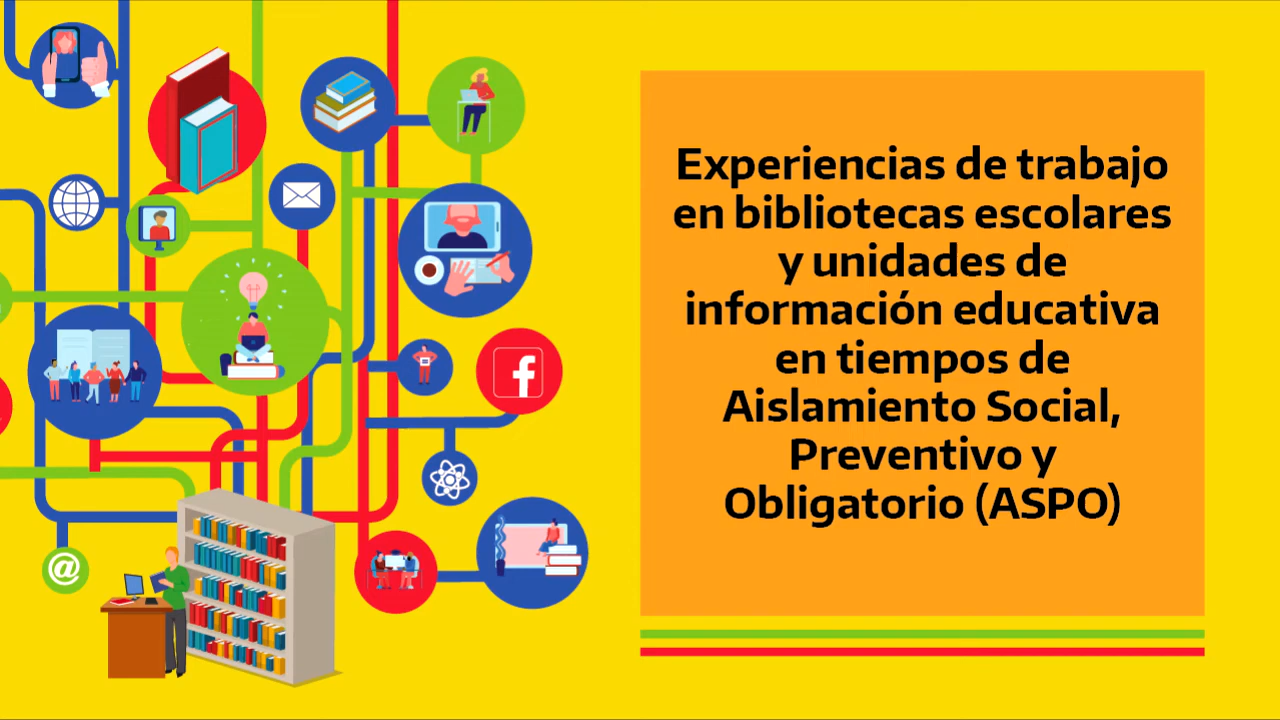 Experiencias de trabajo
en bibliotecas escolares
y unidades de
información educativa
en tiempos de
Aislamiento Social,
Preventivo y
Obligatorio (ASPO)
@
f